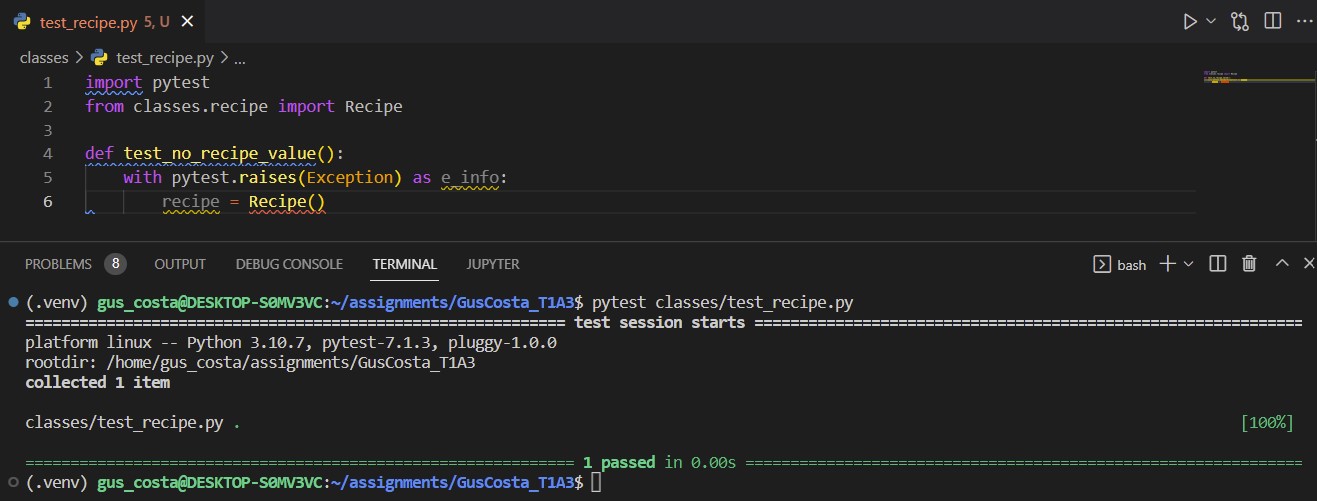 test_recipe.py 5, U
classes > test_recipe.py > ...
1 import pytest
2 from classes.recipe import Recipe
3
4 def test_no_recipe_value():
5     with pytest.raises(Exception) as e_info:
6         recipe = Recipe()
PROBLEMS 8 OUTPUT DEBUG CONSOLE TERMINAL JUPYTER bash
(.venv) gus_costa@DESKTOP-S0MV3VC:~/assignments/GusCosta_T1A3$ pytest classes/test_recipe.py
============================================================ test session starts =============================================================
platform linux -- Python 3.10.7, pytest-7.1.3, pluggy-1.0.0
rootdir: /home/gus_costa/assignments/GusCosta_T1A3
collected 1 item
classes/test_recipe.py . [100%]
============================================================= 1 passed in 0.00s ==============================================================
(.venv) gus_costa@DESKTOP-S0MV3VC:~/assignments/GusCosta_T1A3$